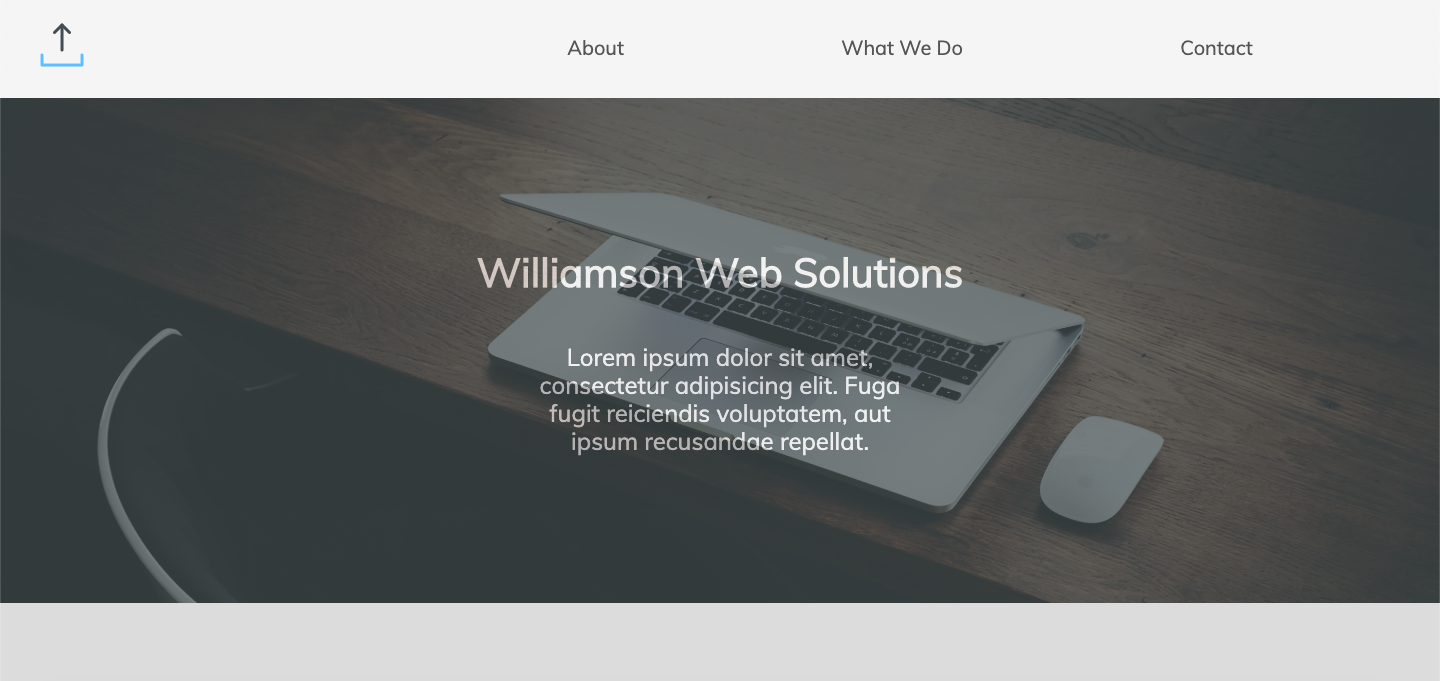 About
What We Do
Contact
Williamson Web Solutions
Lorem ipsum dolor sit amet,
consectetur adipisicing elit. Fuga
fugit reiciendis voluptatem, aut
ipsum recusandae repellat.